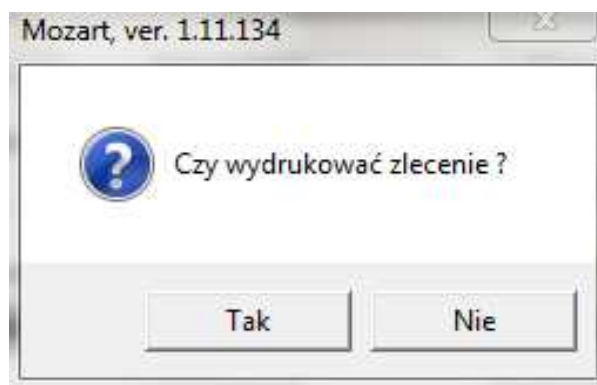 Mozart, ver. 1.11.134
Czy wydrukować zlecenie ?
Tak Nie